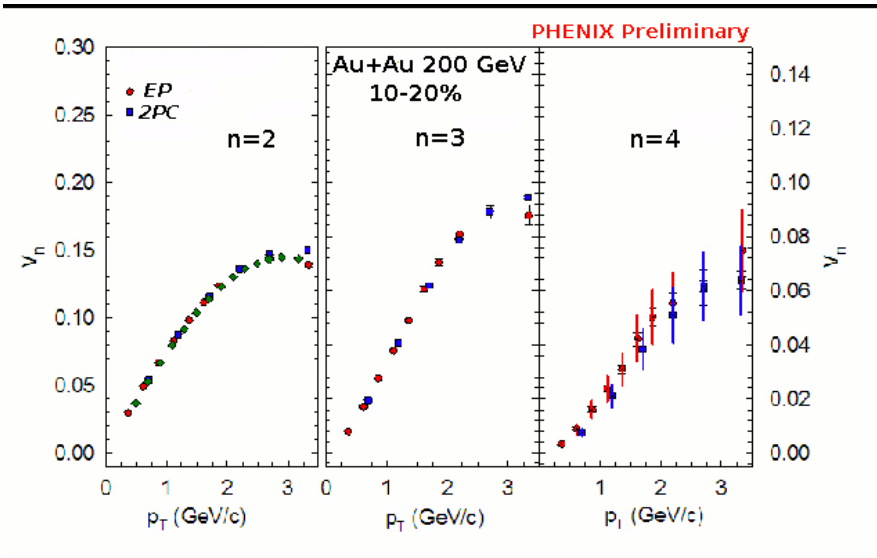 PHENIX Preliminary
0.30
0.25
0.20
0.15
0.10
0.05
0.00
EP
2PC
n=2
Au+Au 200 GeV
10-20%
n=3
n=4
0.14
0.12
0.10
0.08
0.06
0.04
0.02
0.00
Vn
Vn
0 1 2 3
0 1 2 3
1 2 3
pT (GeV/c)
pT (GeV/c)
pT (GeV/c)